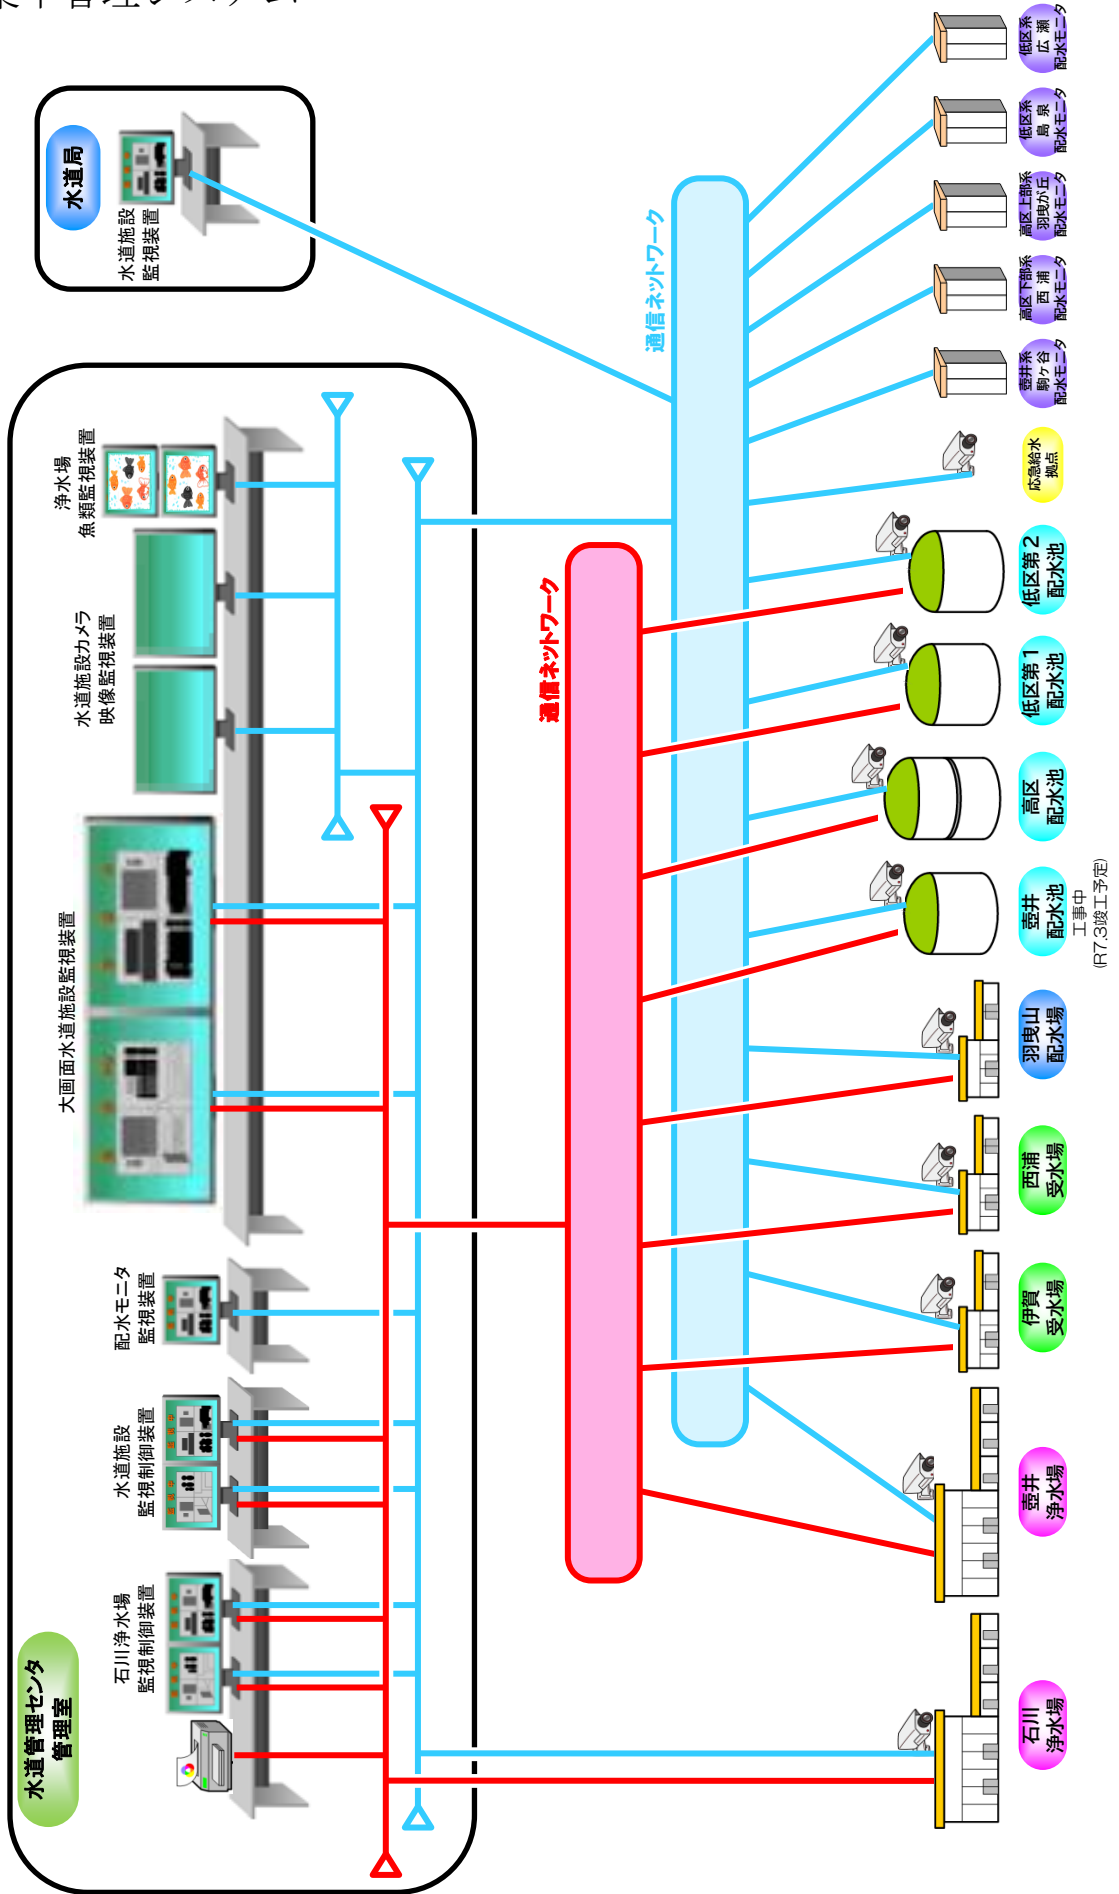 集中管理システム
水道局
水道施設
監視装置
水道管理センタ
管理室
石川浄水場
監視制御装置
水道施設
監視制御装置
配水モニタ
監視装置
大画面水道施設監視装置
水道施設カメラ
映像監視装置
浄水場
魚類監視装置
通信ネットワーク
通信ネットワーク
石川
浄水場
壺井
浄水場
伊賀
受水場
西浦
受水場
羽曳山
配水場
壺井
配水池
工事中
(R7.3竣工予定)
高区
配水池
低区第1
配水池
低区第2
配水池
応急給水
拠点
壺井系
駒ヶ谷
配水モニタ
高区下部系
西浦
配水モニタ
高区上部系
羽曳が丘
配水モニタ
低区系
島泉
配水モニタ
低区系
広瀬
配水モニタ